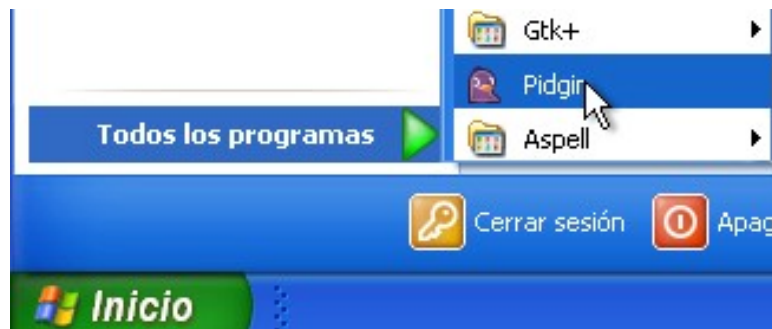 Gtk+
Pidgin
Todos los programas
Aspell
Cerrar sesión
Apag
Inicio